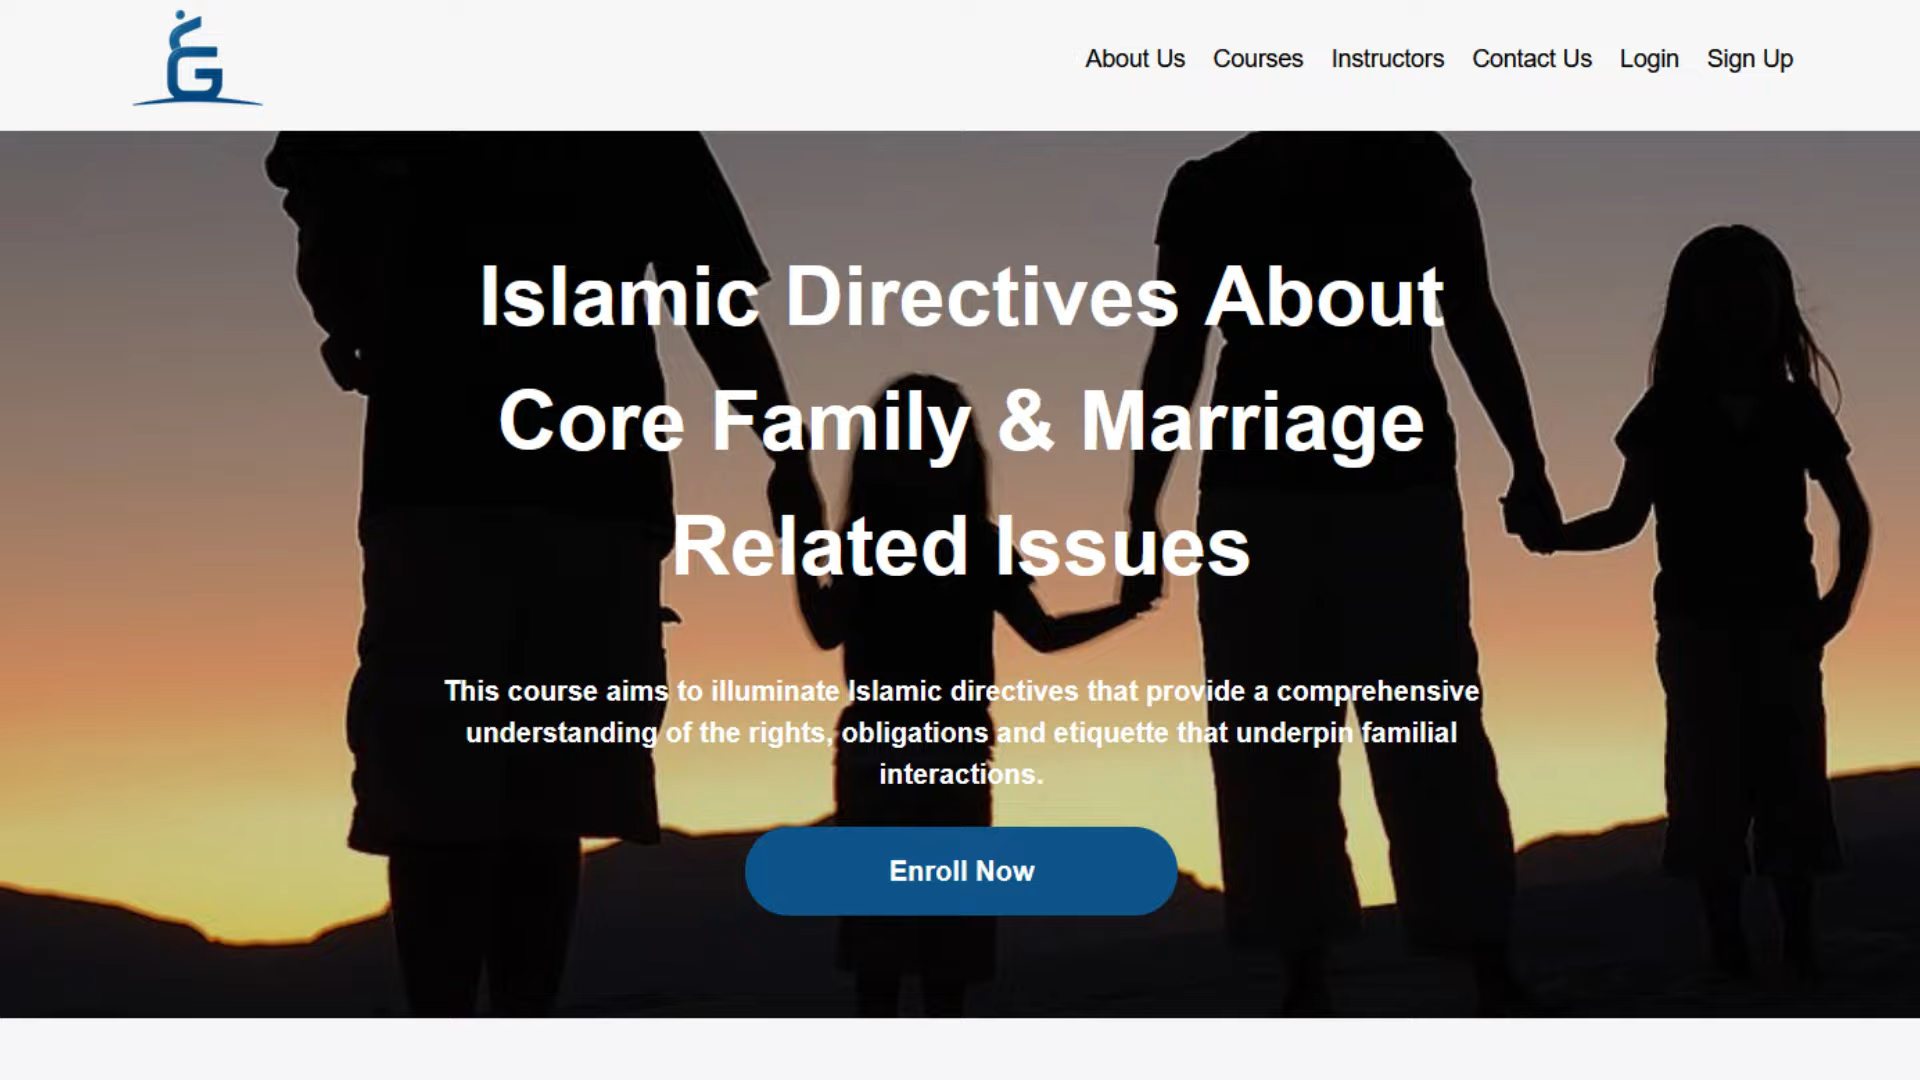 About Us Courses Instructors Contact Us Login Sign Up
Islamic Directives About
Core Family & Marriage
Related Issues
This course aims to illuminate Islamic directives that provide a comprehensive
understanding of the rights, obligations and etiquette that underpin familial
interactions.
Enroll Now